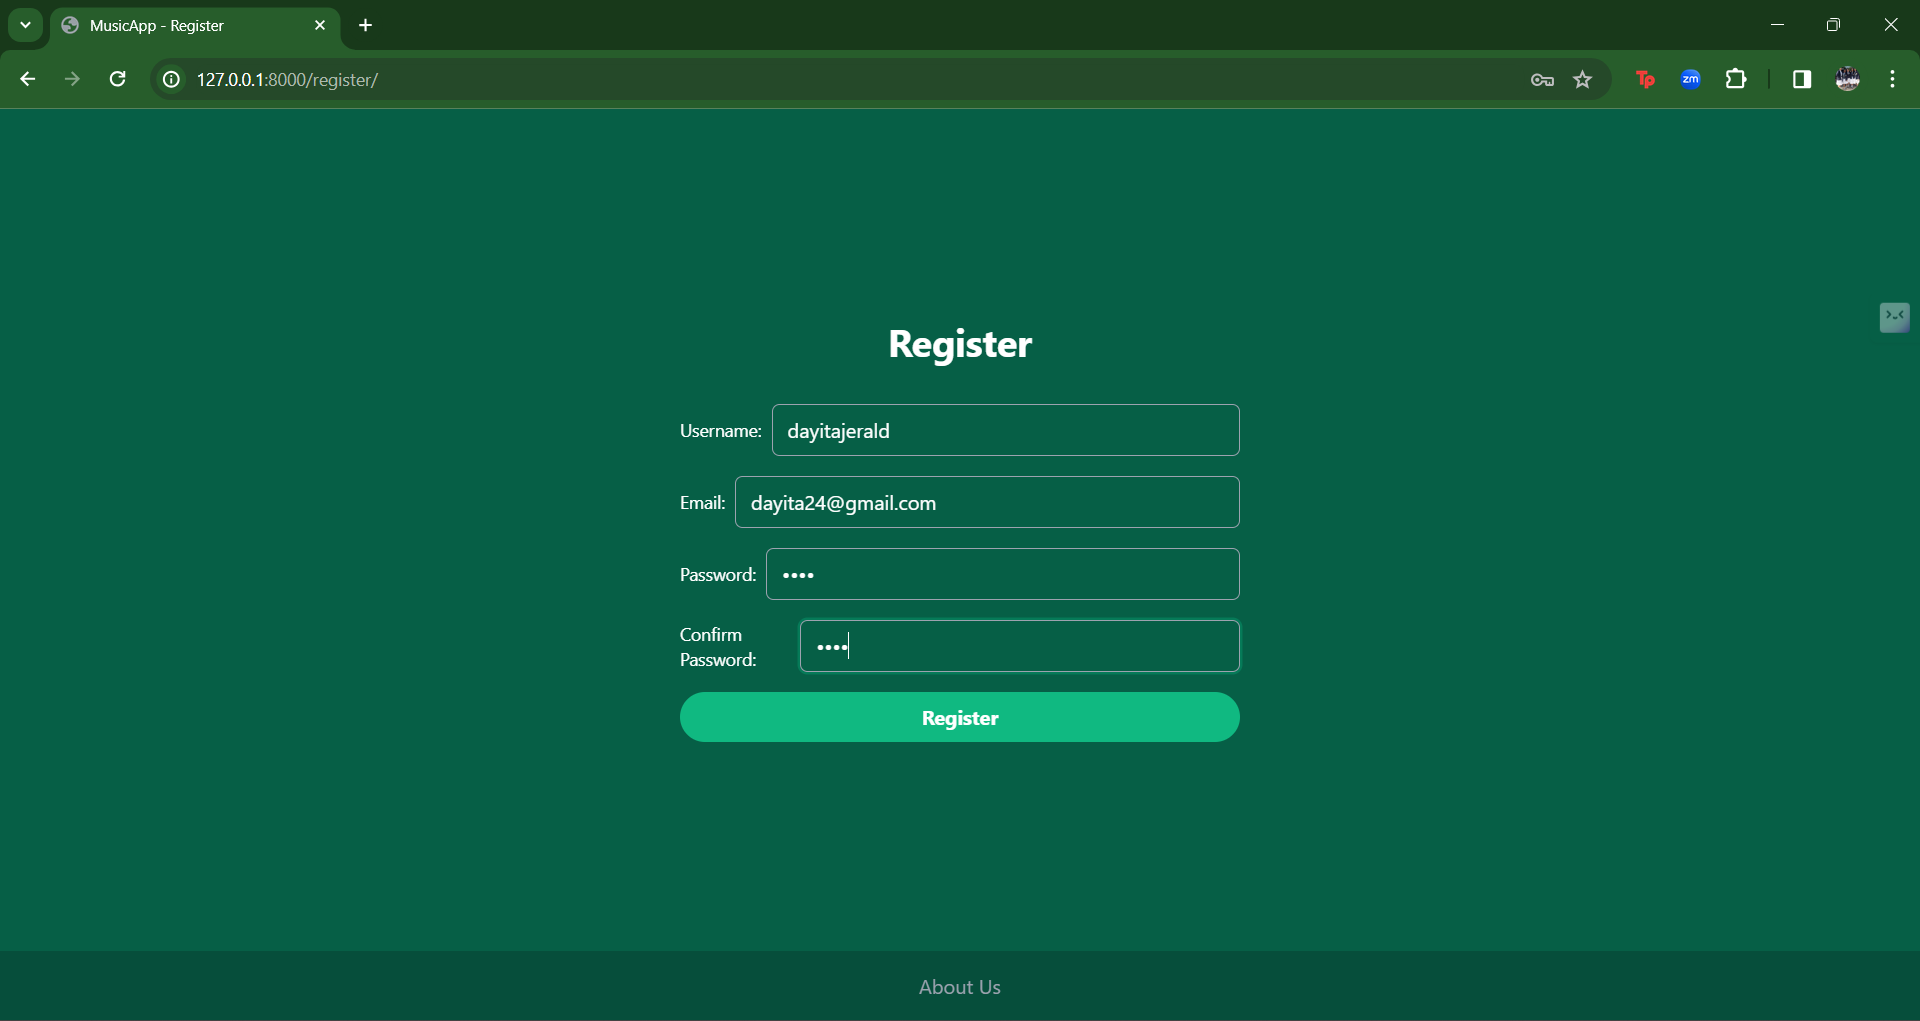 MusicApp - Register
127.0.0.1:8000/register/
Tp
zm
Register
Username: dayitajerald
Email: dayita24@gmail.com
Password: ••••
Confirm
Password: ••••
Register
About Us